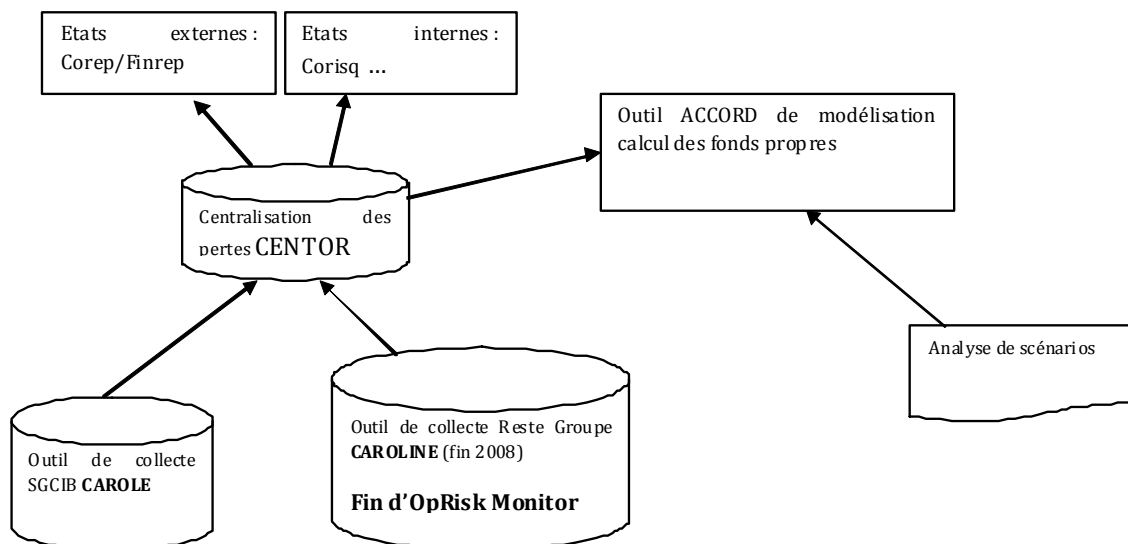 Etats externes :
Corep/Finrep
Etats internes :
Corisq ...
Outil ACCORD de modélisation
calcul des fonds propres
Centralisation des
pertes CENTOR
Analyse de scénarios
Outil de collecte Reste Groupe
CAROLINE (fin 2008)
Fin d'OpRisk Monitor
Outil de collecte
SGCIB CAROLE